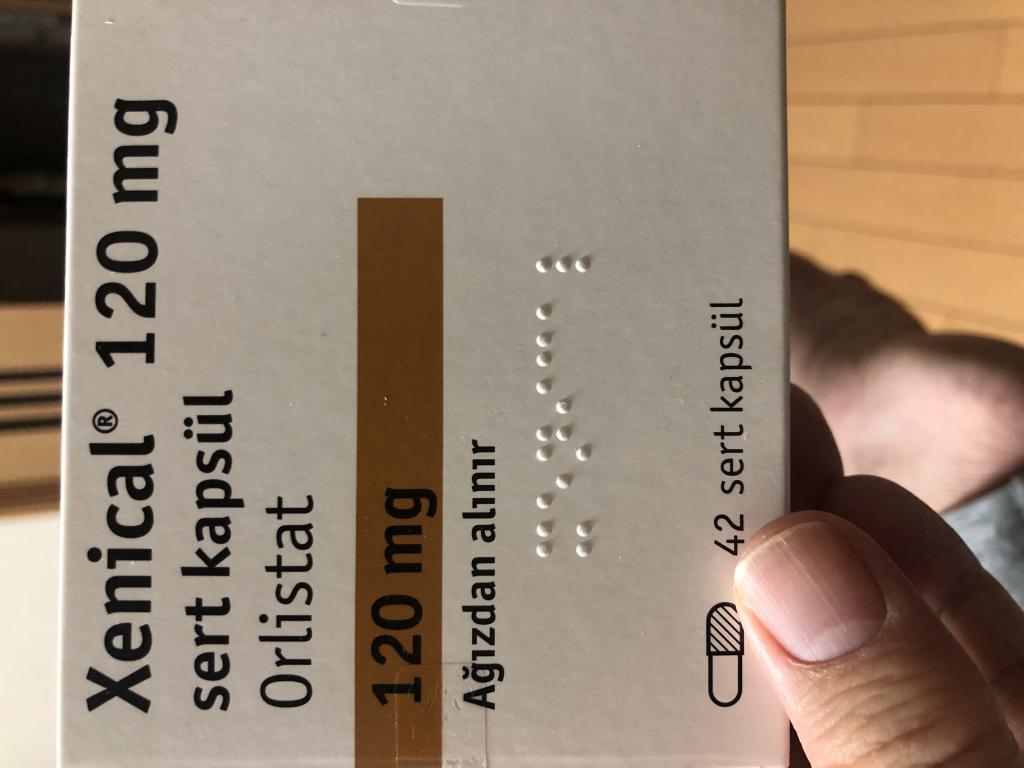 Xenical® 120 mg
sert kapsül
Orlistat
120 mg
Ağızdan alınır
⠭⠑⠝⠊⠉⠁⠇
42 sert kapsül